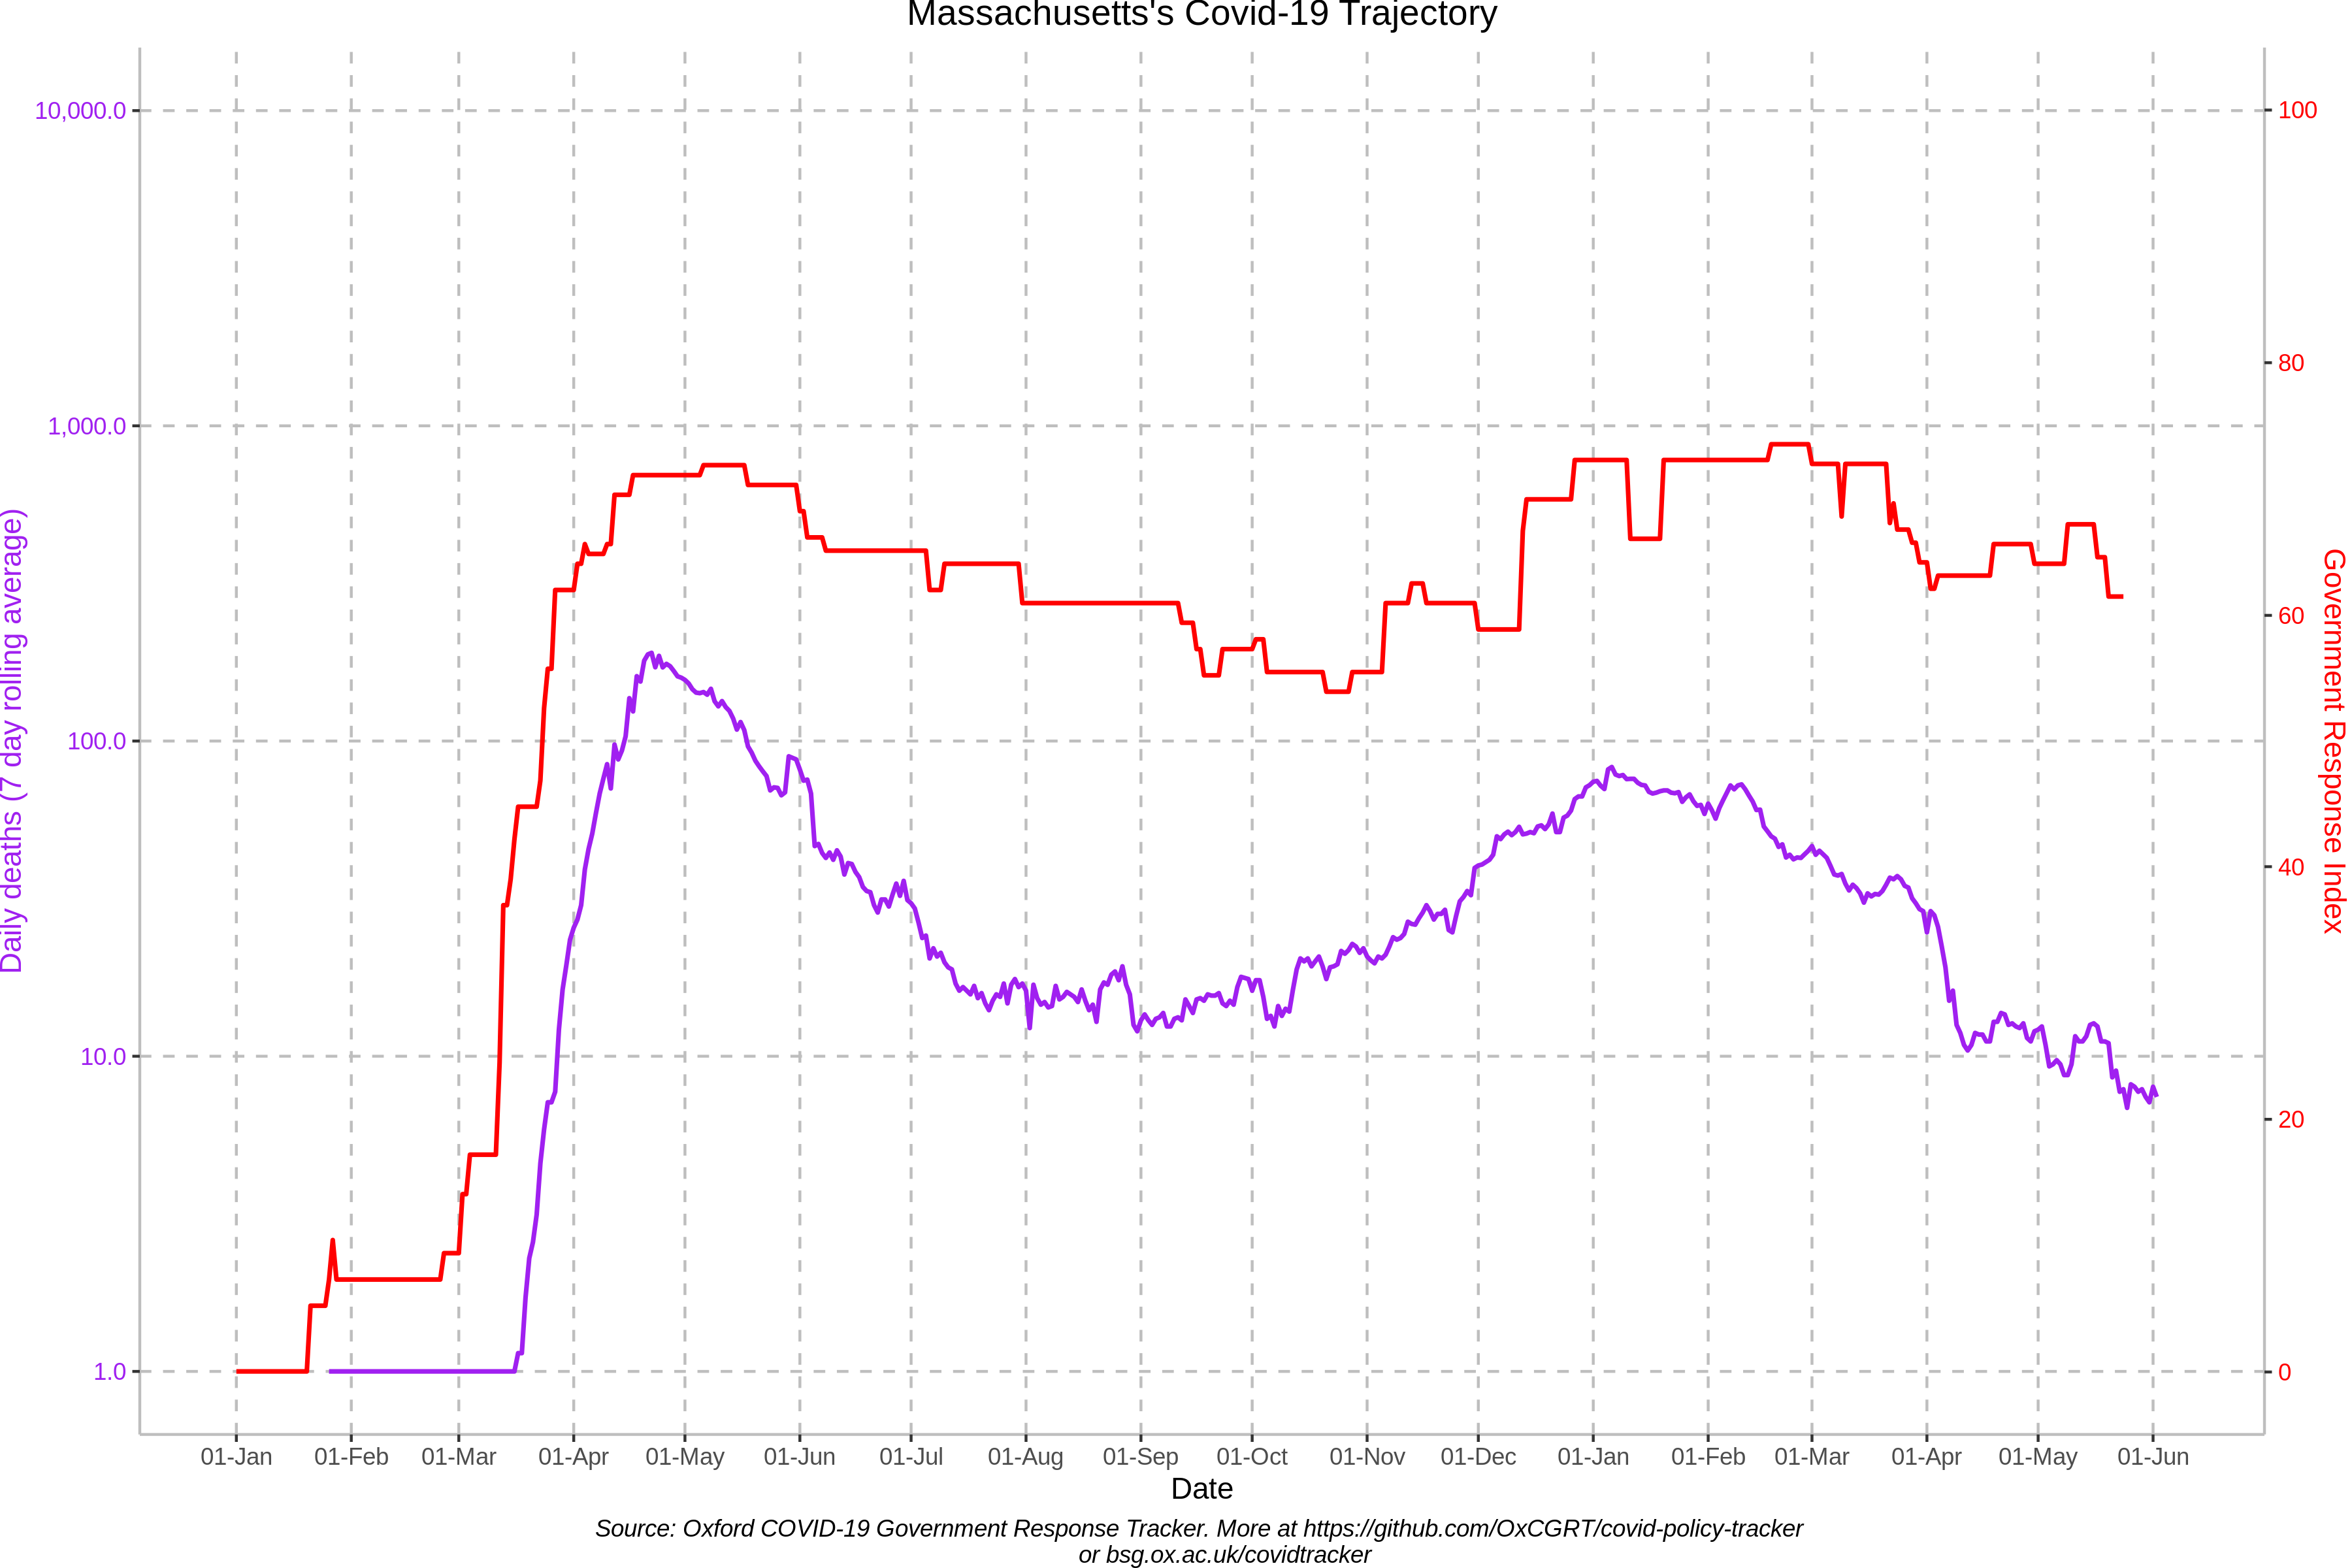 Massachusetts's Covid-19 Trajectory
10,000.0
1,000.0
100.0
10.0
1.0
Daily deaths (7 day rolling average)
100
80
60
40
20
0
Government Response Index
01-Jan 01-Feb 01-Mar 01-Apr 01-May 01-Jun 01-Jul 01-Aug 01-Sep 01-Oct 01-Nov 01-Dec 01-Jan 01-Feb 01-Mar 01-Apr 01-May 01-Jun
Date
Source: Oxford COVID-19 Government Response Tracker. More at https://github.com/OxCGRT/covid-policy-tracker
or bsg.ox.ac.uk/covidtracker